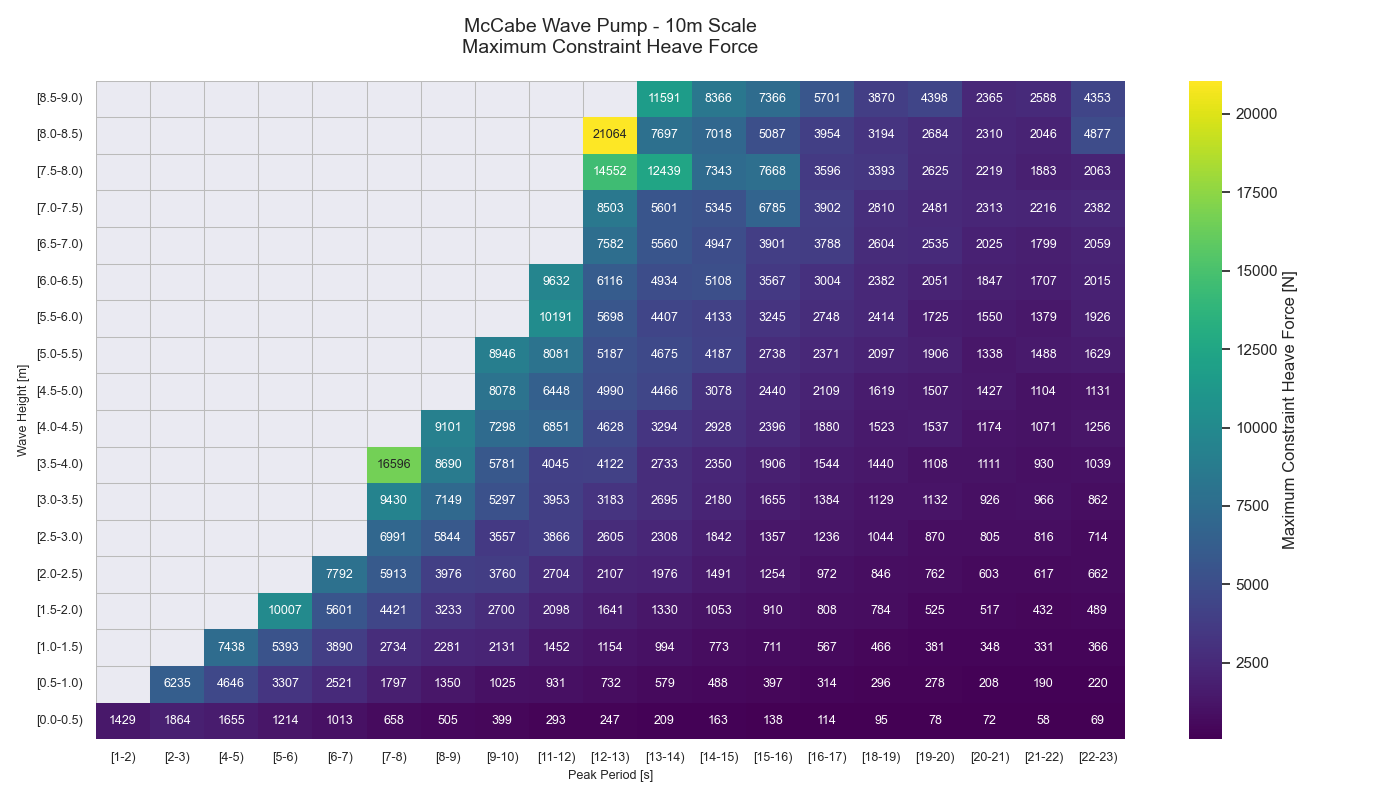 McCabe Wave Pump - 10m Scale
Maximum Constraint Heave Force
[8.5-9.0) 11591 8366 7366 5701 3870 4398 2365 2588 4353
[8.0-8.5) 21064 7697 7018 5087 3954 3194 2684 2310 2046 4877
[7.5-8.0) 14552 12439 7343 7668 3596 3393 2625 2219 1883 2063
[7.0-7.5) 8503 5601 5345 6785 3902 2810 2481 2313 2216 2382
[6.5-7.0) 7582 5560 4947 3901 3788 2604 2535 2025 1799 2059
[6.0-6.5) 9632 6116 4934 5108 3567 3004 2382 2051 1847 1707 2015
[5.5-6.0) 10191 5698 4407 4133 3245 2748 2414 1725 1550 1379 1926
[5.0-5.5) 8946 8081 5187 4675 4187 2738 2371 2097 1906 1338 1488 1629
[4.5-5.0) 8078 6448 4990 4466 3078 2440 2109 1619 1507 1427 1104 1131
[4.0-4.5) 9101 7298 6851 4628 3294 2928 2396 1880 1523 1537 1174 1071 1256
[3.5-4.0) 16596 8690 5781 4045 4122 2733 2350 1906 1544 1440 1108 1111 930 1039
[3.0-3.5) 9430 7149 5297 3953 3183 2695 2180 1655 1384 1129 1132 926 966 862
[2.5-3.0) 6991 5844 3557 3866 2605 2308 1842 1357 1236 1044 870 805 816 714
[2.0-2.5) 7792 5913 3976 3760 2704 2107 1976 1491 1254 972 846 762 603 617 662
[1.5-2.0) 10007 5601 4421 3233 2700 2098 1641 1330 1053 910 808 784 525 517 432 489
[1.0-1.5) 7438 5393 3890 2734 2281 2131 1452 1154 994 773 711 567 466 381 348 331 366
[0.5-1.0) 6235 4646 3307 2521 1797 1350 1025 931 732 579 488 397 314 296 278 208 190 220
[0.0-0.5) 1429 1864 1655 1214 1013 658 505 399 293 247 209 163 138 114 95 78 72 58 69
[1-2) [2-3) [4-5) [5-6) [6-7) [7-8) [8-9) [9-10) [11-12) [12-13) [13-14) [14-15) [15-16) [16-17) [18-19) [19-20) [20-21) [21-22) [22-23)
Peak Period [s]
Wave Height [m]
20000
17500
15000
12500
10000
7500
5000
2500
Maximum Constraint Heave Force [N]